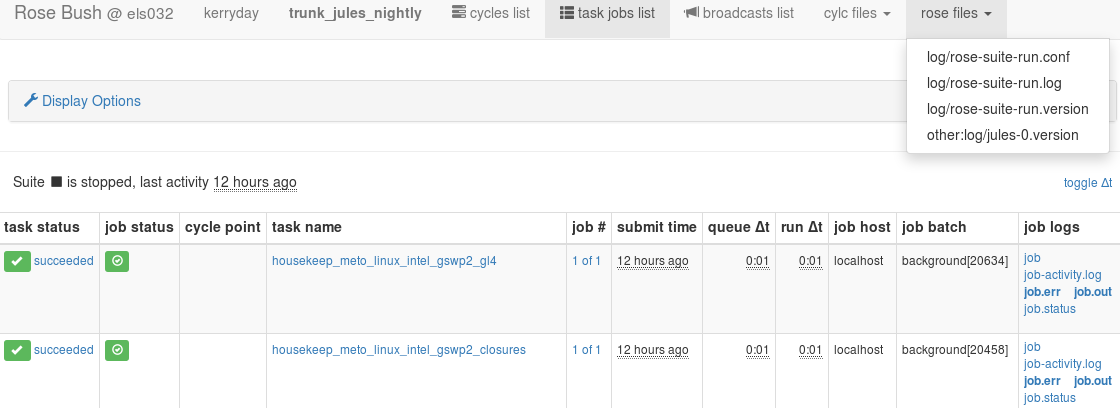 Rose Bush @ els032 kerryday trunk_jules_nightly cycles list task jobs list broadcasts list cylc files rose files
log/rose-suite-run.conf
log/rose-suite-run.log
log/rose-suite-run.version
other:log/jules-0.version
Display Options
Suite is stopped, last activity 12 hours ago
toggle Δt
task status job status cycle point task name job # submit time queue Δt run Δt job host job batch job logs
succeeded housekeep_meto_linux_intel_gswp2_gl4 1 of 1 12 hours ago 0:01 0:01 localhost background[20634] job
job-activity.log
job.err job.out
job.status
succeeded housekeep_meto_linux_intel_gswp2_closures 1 of 1 12 hours ago 0:01 0:01 localhost background[20458] job
job-activity.log
job.err job.out
job.status